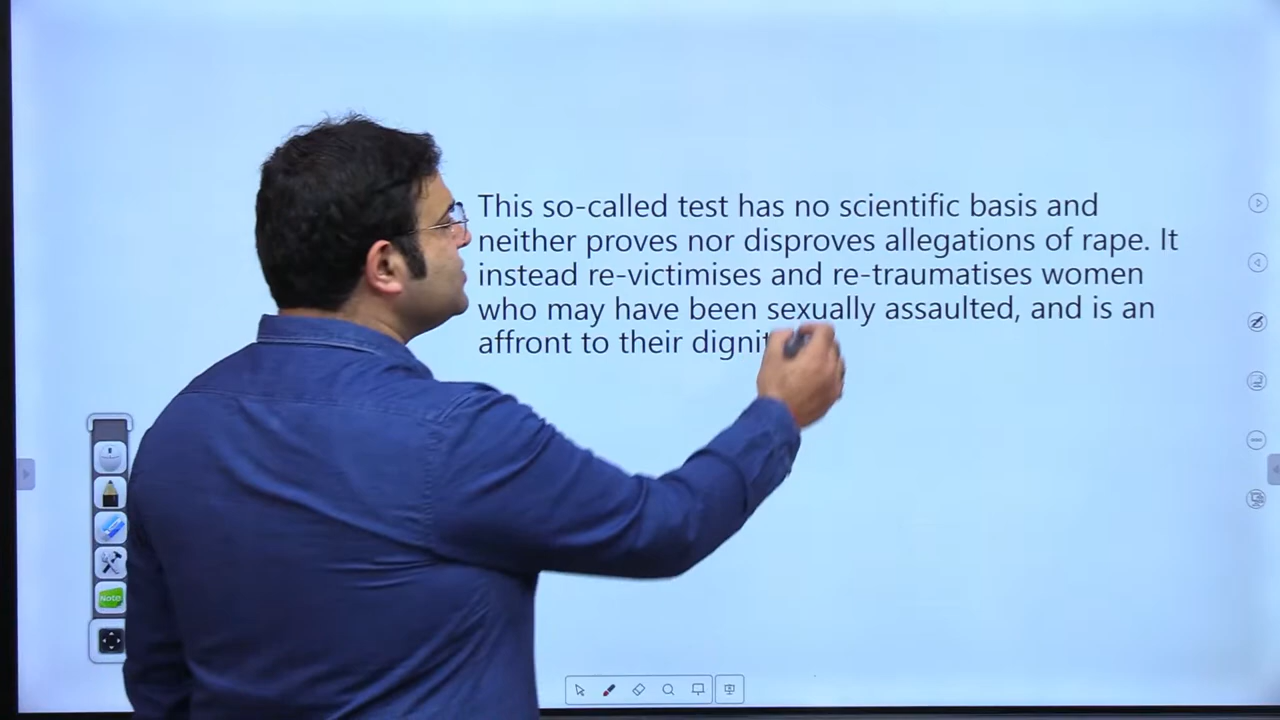 This so-called test has no scientific basis and
neither proves nor disproves allegations of rape. It
instead re-victimises and re-traumatises women
who may have been sexually assaulted, and is an
affront to their
Note